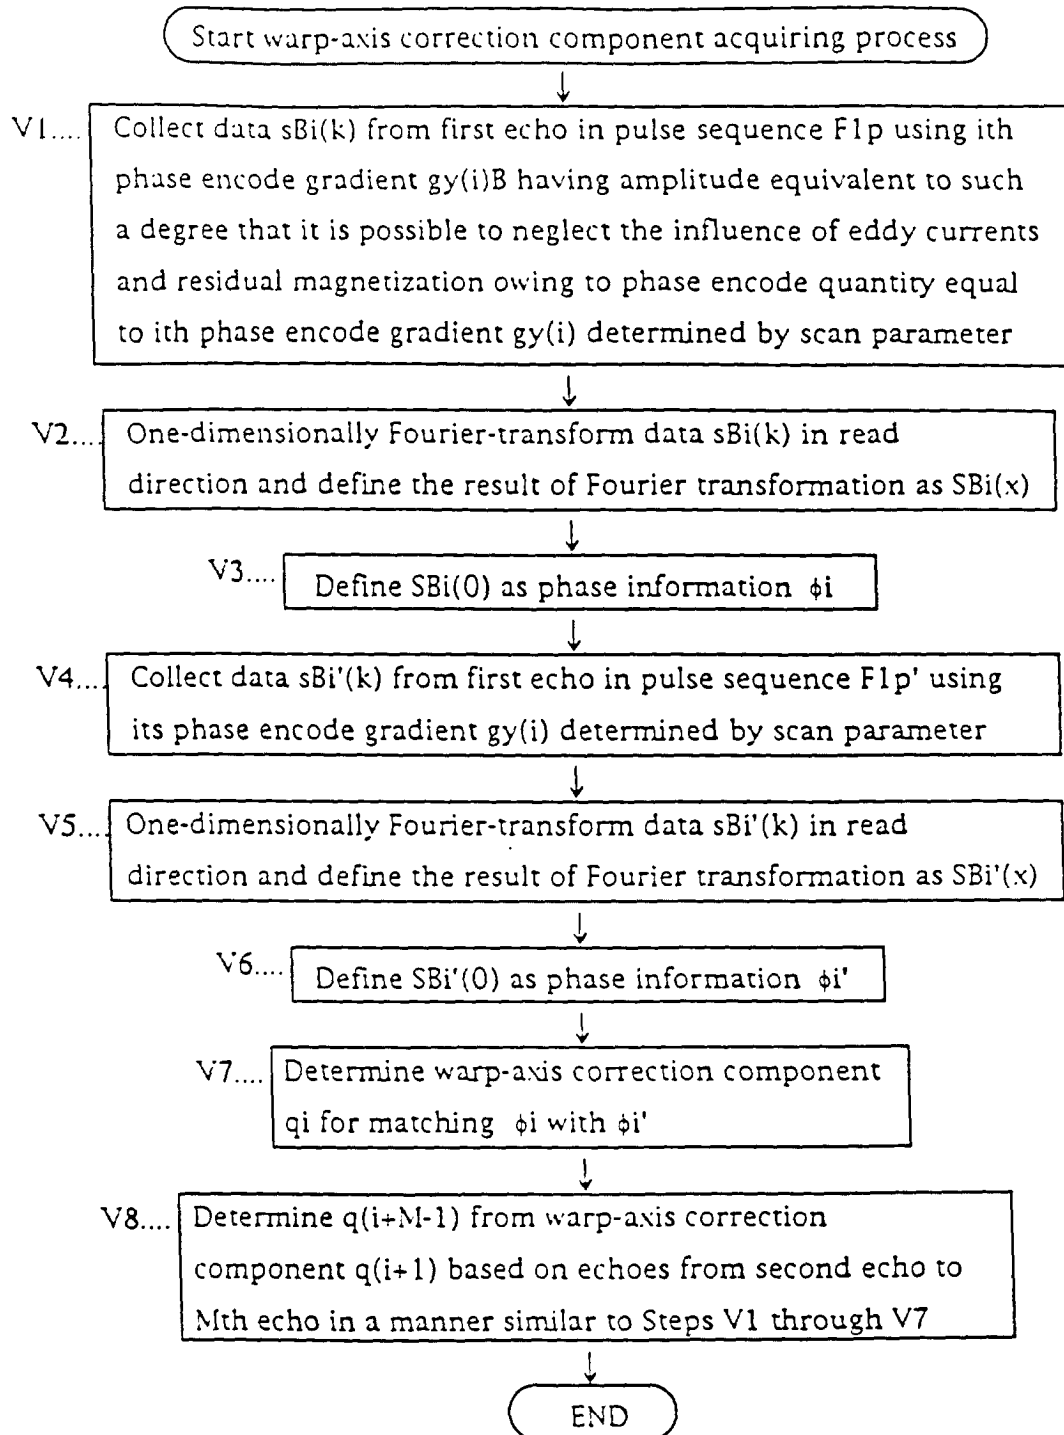 Start warp-axis correction component acquiring process
V1.... Collect data sBi(k) from first echo in pulse sequence F1p using ith
phase encode gradient gy(i)B having amplitude equivalent to such
a degree that it is possible to neglect the influence of eddy currents
and residual magnetization owing to phase encode quantity equal
to ith phase encode gradient gy(i) determined by scan parameter
V2.... One-dimensionally Fourier-transform data sBi(k) in read
direction and define the result of Fourier transformation as SBi(x)
V3.... Define SBi(0) as phase information ϕi
V4.... Collect data sBi'(k) from first echo in pulse sequence F1p' using
its phase encode gradient gy(i) determined by scan parameter
V5.... One-dimensionally Fourier-transform data sBi'(k) in read
direction and define the result of Fourier transformation as SBi'(x)
V6.... Define SBi'(0) as phase information ϕi'
V7.... Determine warp-axis correction component
qi for matching ϕi with ϕi'
V8.... Determine q(i+M-1) from warp-axis correction
component q(i+1) based on echoes from second echo to
Mth echo in a manner similar to Steps V1 through V7
END